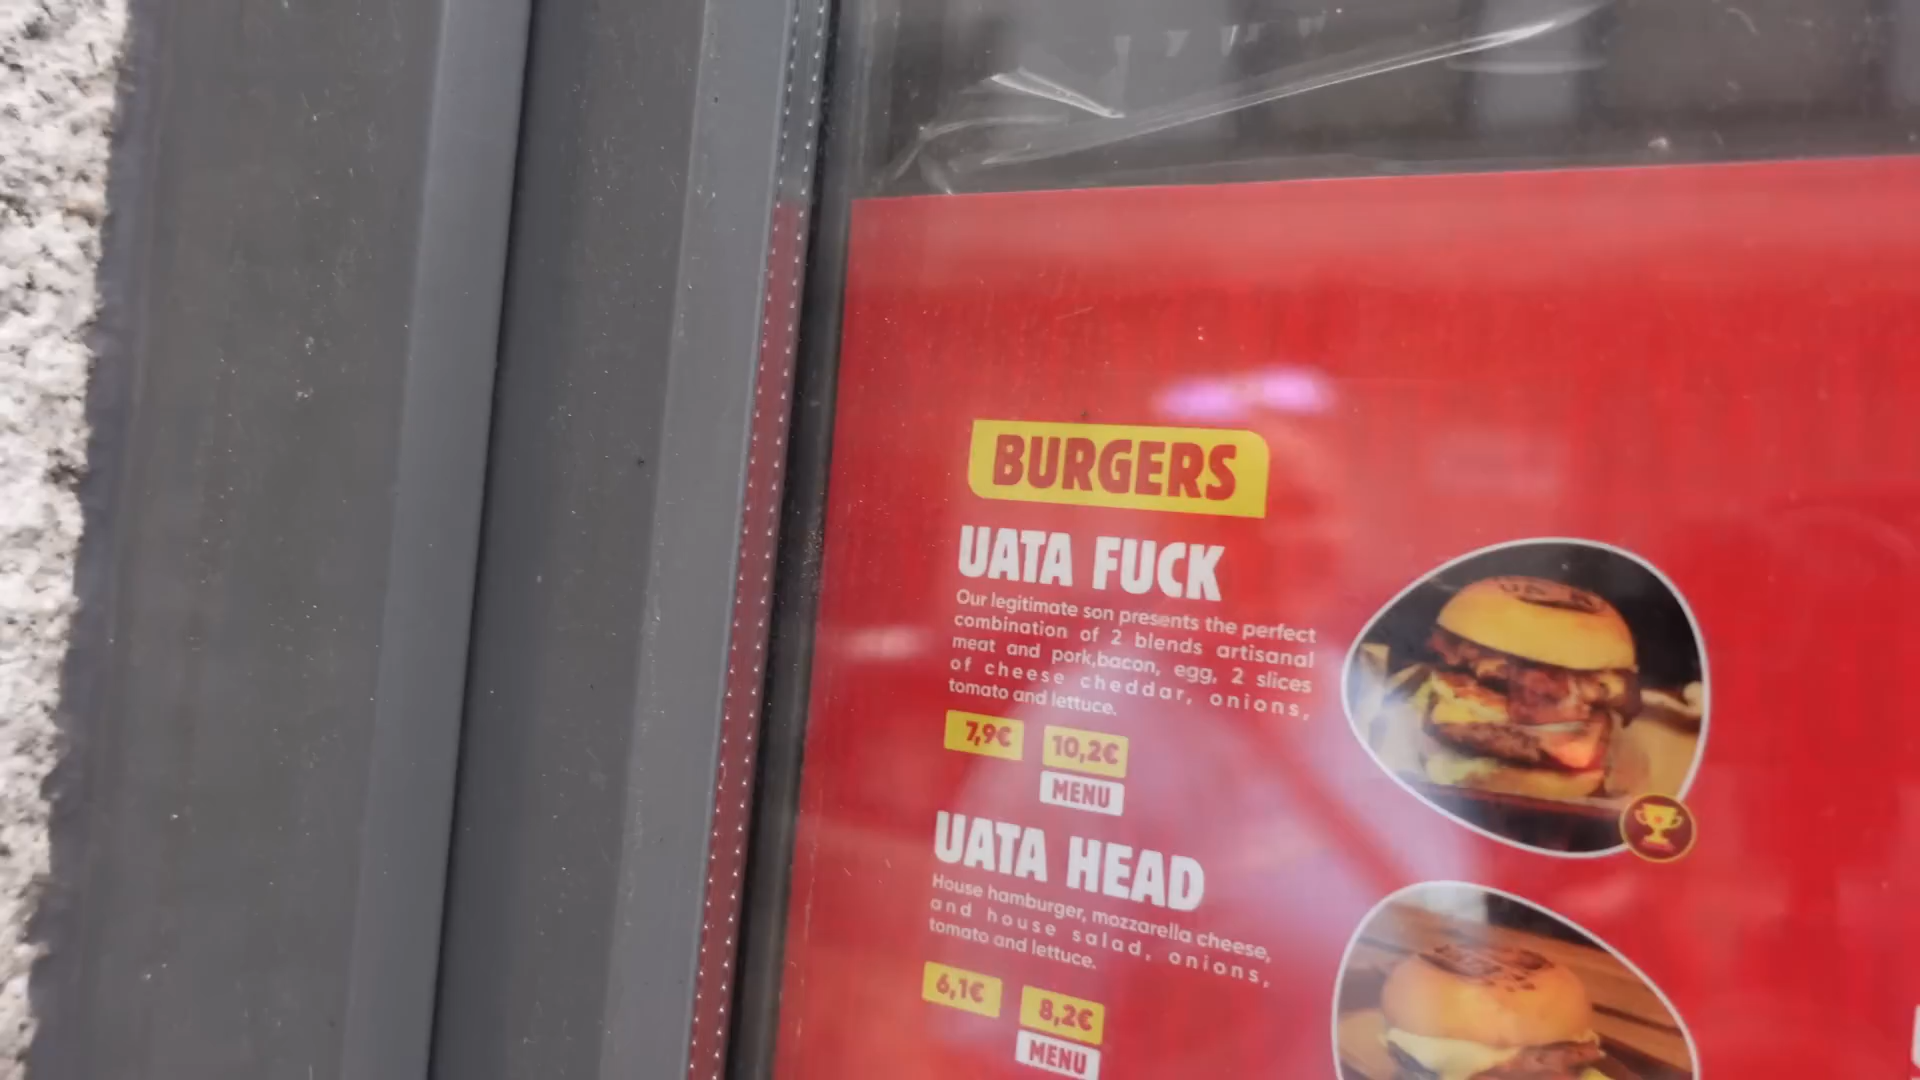 BURGERS
UATA FUCK
Our legitimate son presents the perfect
combination of 2 blends artisanal
meat and pork,bacon, egg, 2 slices
of cheese cheddar, onions,
tomato and lettuce.
7,9€ 10,2€
MENU
UATA HEAD
House hamburger, mozzarella cheese,
and house salad, onions,
tomato and lettuce.
6,1€ 8,2€
MENU